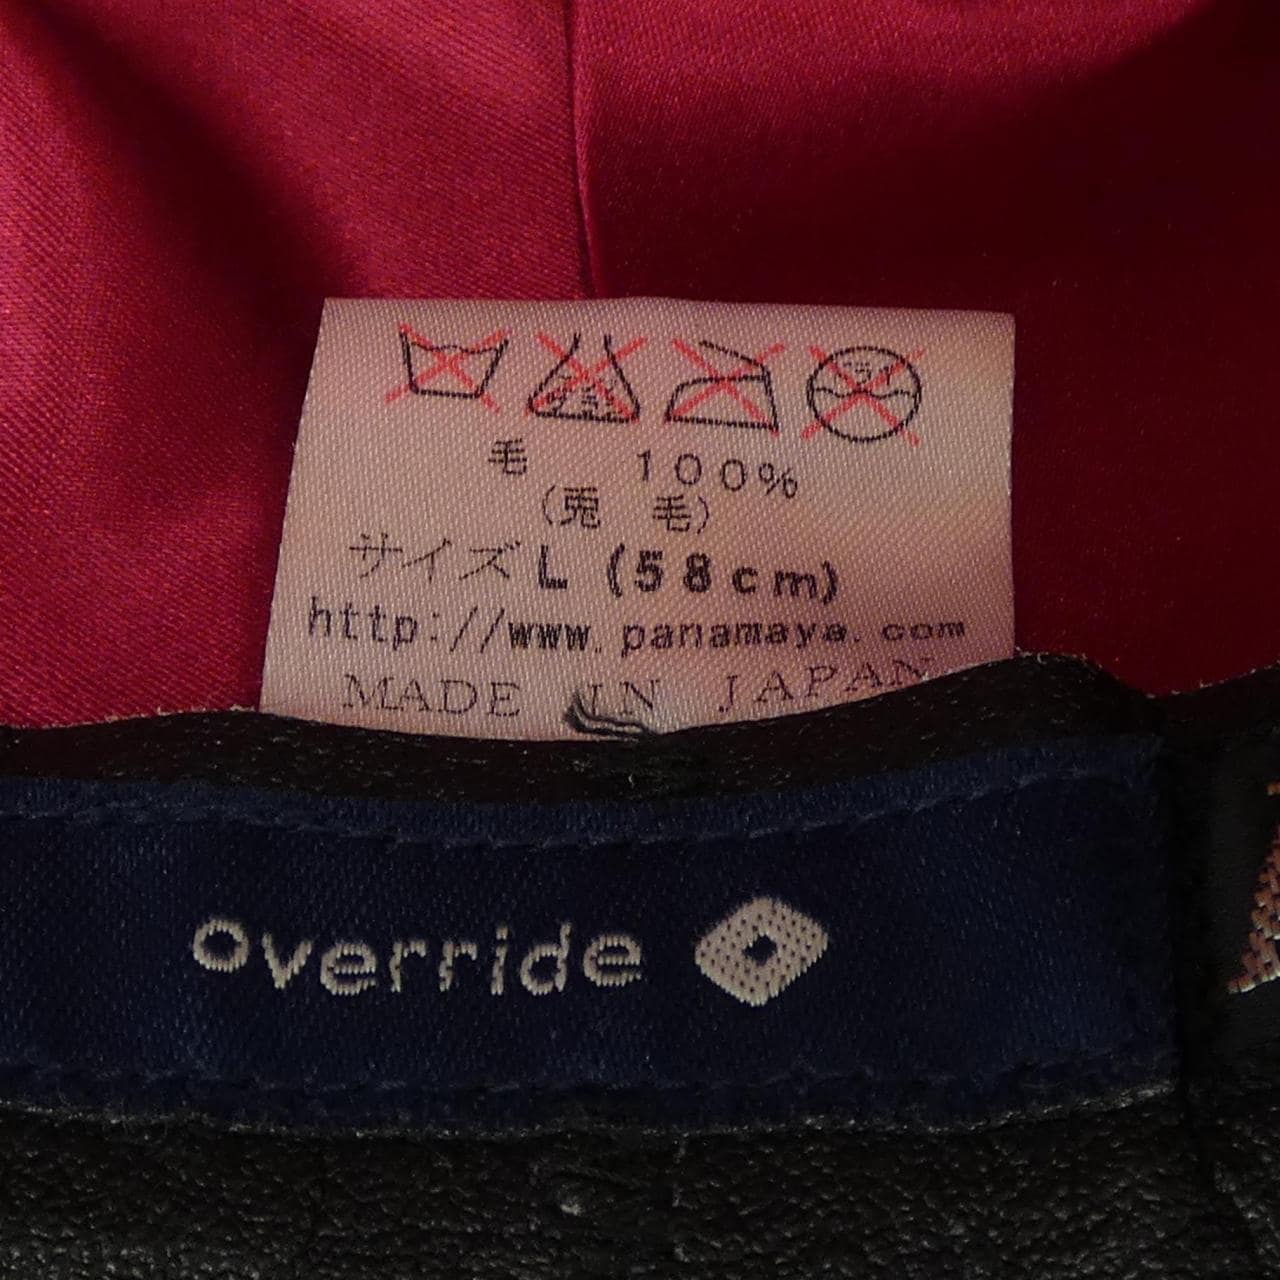 毛 100%
(兎 毛)
サイズL (58cm)
http://www.panamaya.com
MADE IN JAPAN
override